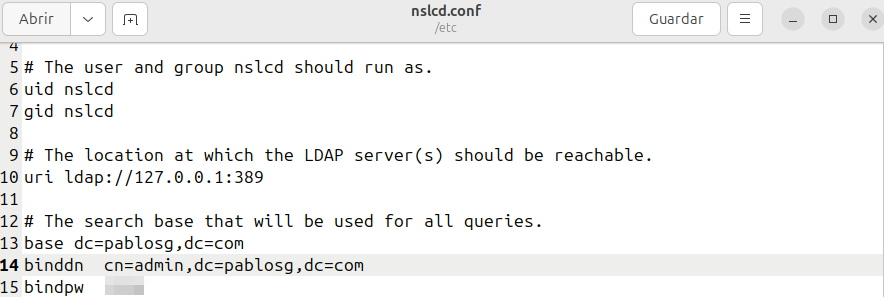 Abrir
nslcd.conf
/etc
Guardar
4
5 # The user and group nslcd should run as.
6 uid nslcd
7 gid nslcd
8
9 # The location at which the LDAP server(s) should be reachable.
10 uri ldap://127.0.0.1:389
11
12 # The search base that will be used for all queries.
13 base dc=pablosg,dc=com
14 binddn  cn=admin,dc=pablosg,dc=com
15 bindpw